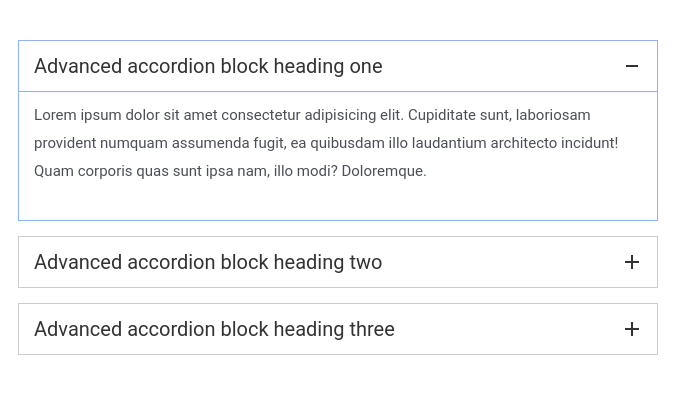 Advanced accordion block heading one
Lorem ipsum dolor sit amet consectetur adipisicing elit. Cupiditate sunt, laboriosam
provident numquam assumenda fugit, ea quibusdam illo laudantium architecto incidunt!
Quam corporis quas sunt ipsa nam, illo modi? Doloremque.
Advanced accordion block heading two
Advanced accordion block heading three